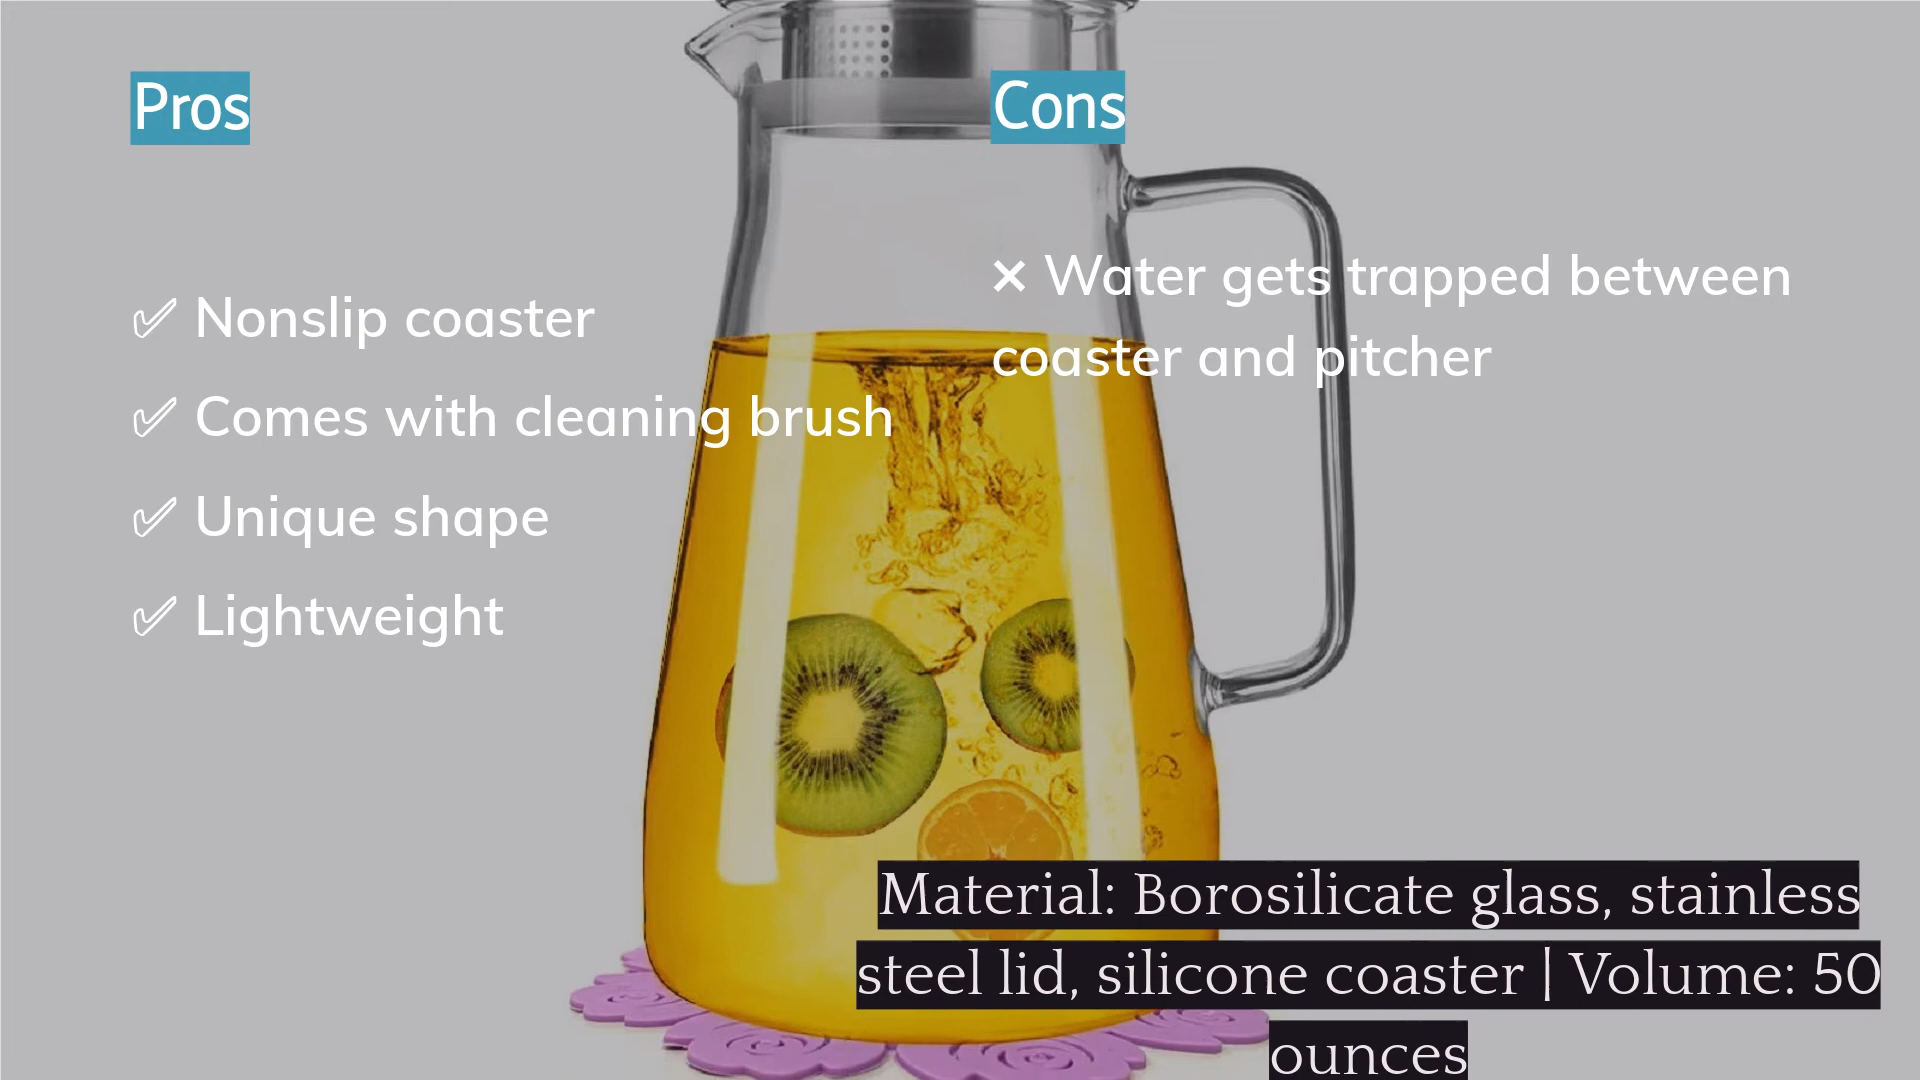 Pros
✅ Nonslip coaster
✅ Comes with cleaning brush
✅ Unique shape
✅ Lightweight
Cons
❌ Water gets trapped between
coaster and pitcher
Material: Borosilicate glass, stainless
steel lid, silicone coaster | Volume: 50
ounces